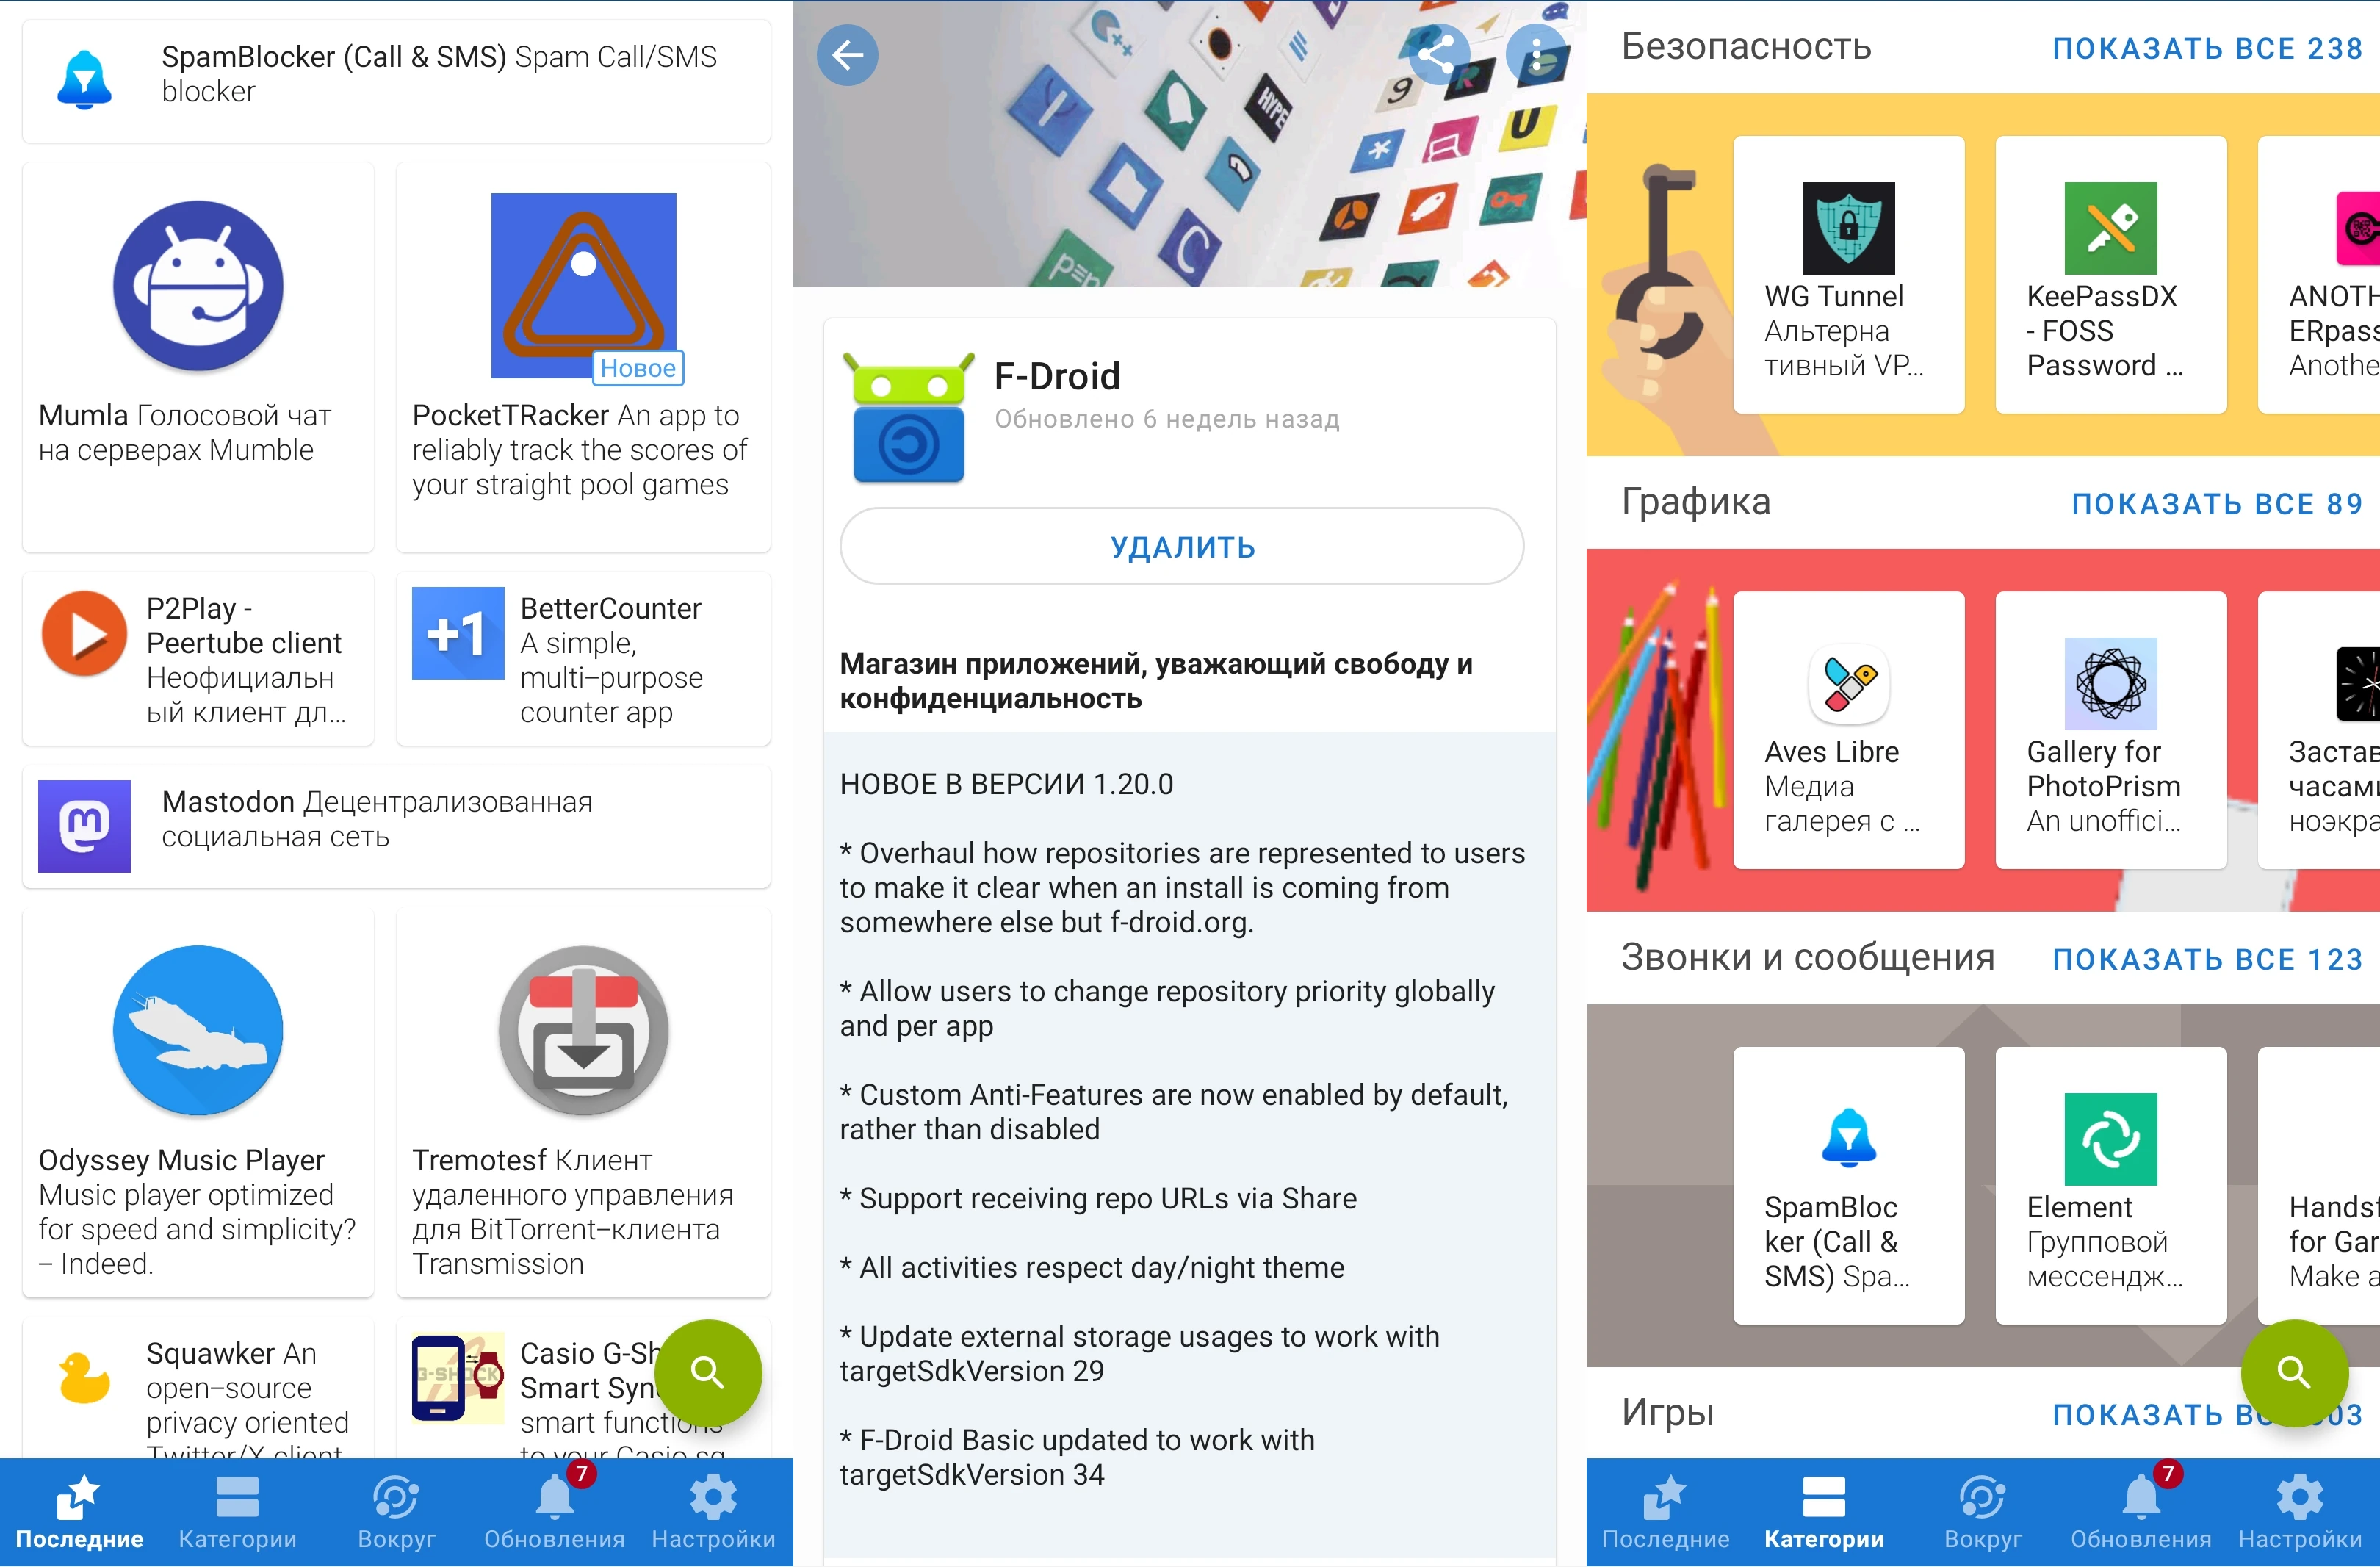 SpamBlocker (Call & SMS) Spam Call/SMS
blocker
Mumla Голосовой чат
на серверах Mumble
Новое
PocketTRacker An app to
reliably track the scores of
your straight pool games
P2Play -
Peertube client
Неофициальн
ый клиент дл...
+1
BetterCounter
A simple,
multi-purpose
counter app
Mastodon Децентрализованная
социальная сеть
Odyssey Music Player
Music player optimized
for speed and simplicity?
- Indeed.
Tremotesf Клиент
удаленного управления
для BitTorrent-клиента
Transmission
Squawker An
open-source
privacy oriented
Twitter/X client
G-SHOCK
Casio G-Sh
Smart Syn
smart functions
to your Casio
7
Последние
Категории
Вокруг
Обновления
Настройки
HYPE
F-Droid
Обновлено 6 недель назад
УДАЛИТЬ
Магазин приложений, уважающий свободу и
конфиденциальность
НОВОЕ В ВЕРСИИ 1.20.0
* Overhaul how repositories are represented to users
to make it clear when an install is coming from
somewhere else but f-droid.org.
* Allow users to change repository priority globally
and per app
* Custom Anti-Features are now enabled by default,
rather than disabled
* Support receiving repo URLs via Share
* All activities respect day/night theme
* Update external storage usages to work with
targetSdkVersion 29
* F-Droid Basic updated to work with
targetSdkVersion 34
Безопасность
ПОКАЗАТЬ ВСЕ 238
WG Tunnel
Альтерна
тивный VP...
KeePassDX
- FOSS
Password ...
ANOTH
ERpass
Anothe
Графика
ПОКАЗАТЬ ВСЕ 89
Aves Libre
Медиа
галерея с ...
Gallery for
PhotoPrism
An unoffici...
Застав
часами
ноэкра
Звонки и сообщения
ПОКАЗАТЬ ВСЕ 123
SpamBloc
ker (Call &
SMS) Spa...
Element
Групповой
мессендж...
Handsf
for Gar
Make a
Игры
ПОКАЗАТЬ
7
Последние
Категории
Вокруг
Обновления
Настройки